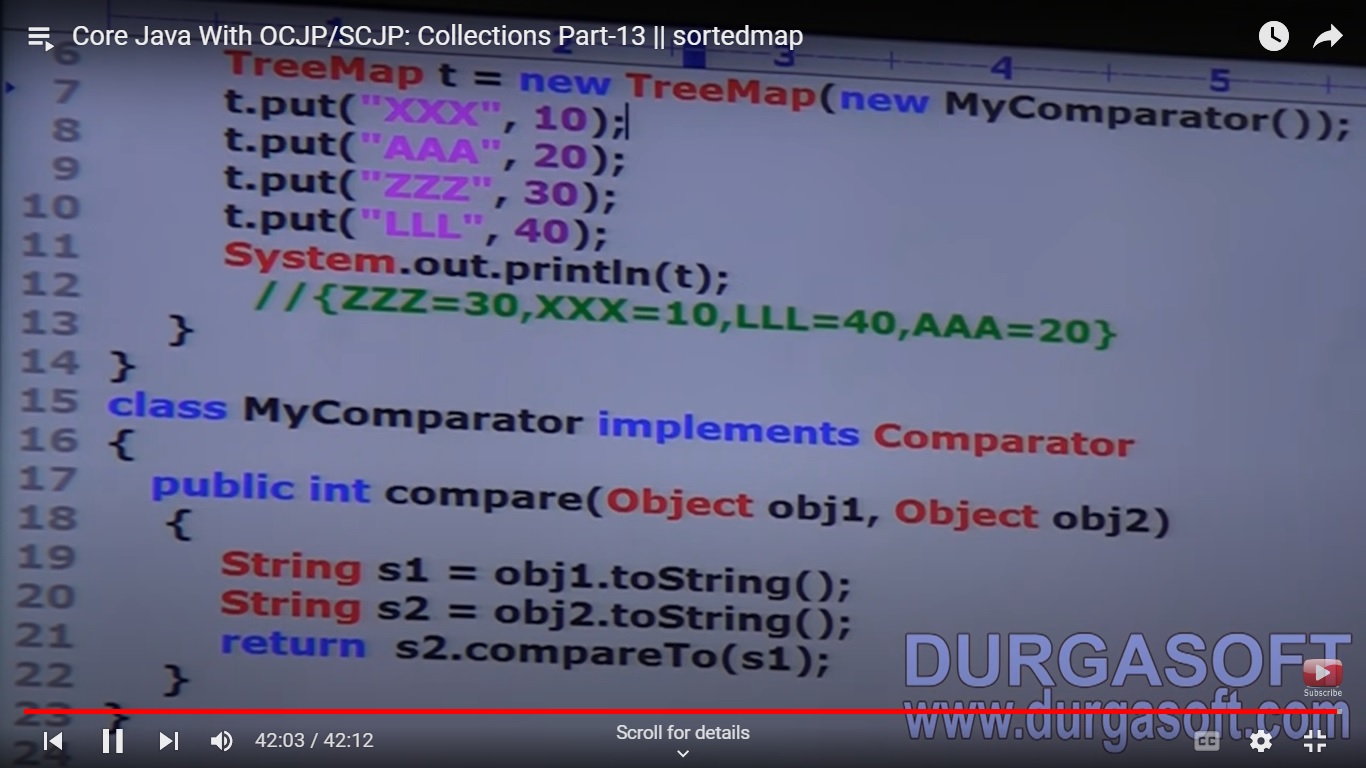 Core Java With OCJP/SCJP: Collections Part-13 || sortedmap
2 3 4 5
6
7 TreeMap t = new TreeMap(new MyComparator());
8 t.put("XXX", 10);
9 t.put("AAA", 20);
10 t.put("ZZZ", 30);
11 t.put("LLL", 40);
12 System.out.println(t);
13 //{ZZZ=30,XXX=10,LLL=40,AAA=20}
14 }
15 }
16 class MyComparator implements Comparator
17 {
18 public int compare(Object obj1, Object obj2)
19 {
20 String s1 = obj1.toString();
21 String s2 = obj2.toString();
22 return s2.compareTo(s1);
23 }
24 }
DURGASOFT
www.durgasoft.com
Subscribe
42:03 / 42:12
Scroll for details
CC